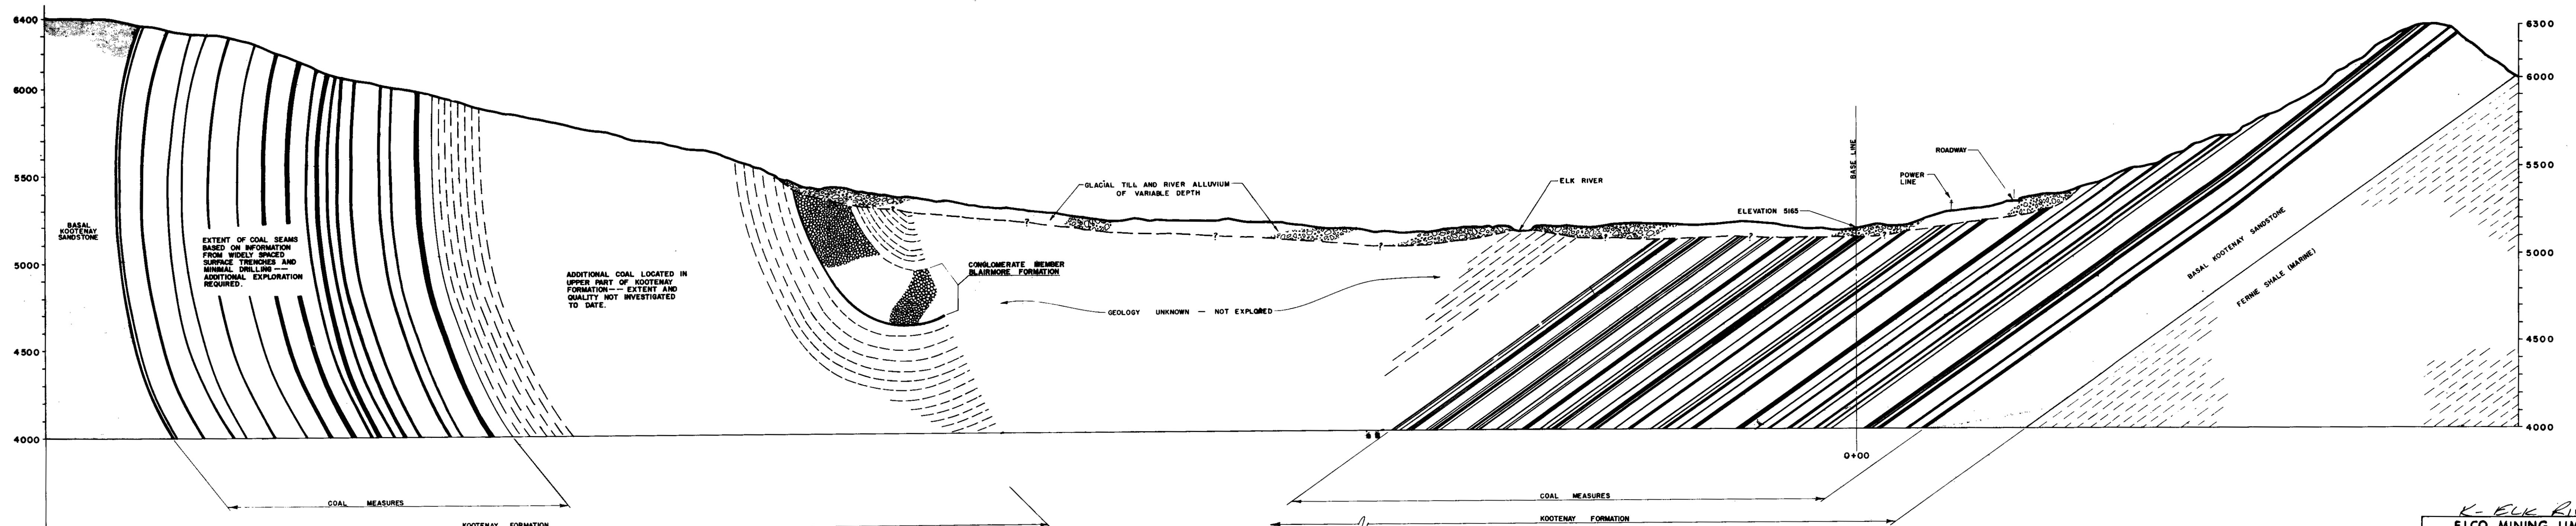 6400
6000
5500
5000
4500
4000
BASAL
KOOTENAY
SANDSTONE
EXTENT OF COAL SEAMS
BASED ON INFORMATION
FROM WIDELY SPACED
SURFACE TRENCHES AND
MINIMAL DRILLING ——
ADDITIONAL EXPLORATION
REQUIRED.
ADDITIONAL COAL LOCATED IN
UPPER PART OF KOOTENAY
FORMATION —— EXTENT AND
QUALITY NOT INVESTIGATED
TO DATE.
GLACIAL TILL AND RIVER ALLUVIUM
OF VARIABLE DEPTH
?
?
?
?
?
?
CONGLOMERATE MEMBER
BLAIRMORE FORMATION
GEOLOGY UNKNOWN — NOT EXPLORED
ELK RIVER
ELEVATION 5165
BASE LINE
POWER
LINE
ROADWAY
BASAL KOOTENAY SANDSTONE
FERNIE SHALE (MARINE)
6300
6000
5500
5000
4500
4000
0+00
COAL MEASURES
KOOTENAY FORMATION
COAL MEASURES
KOOTENAY FORMATION
K- ELK RI
ELCO MINING